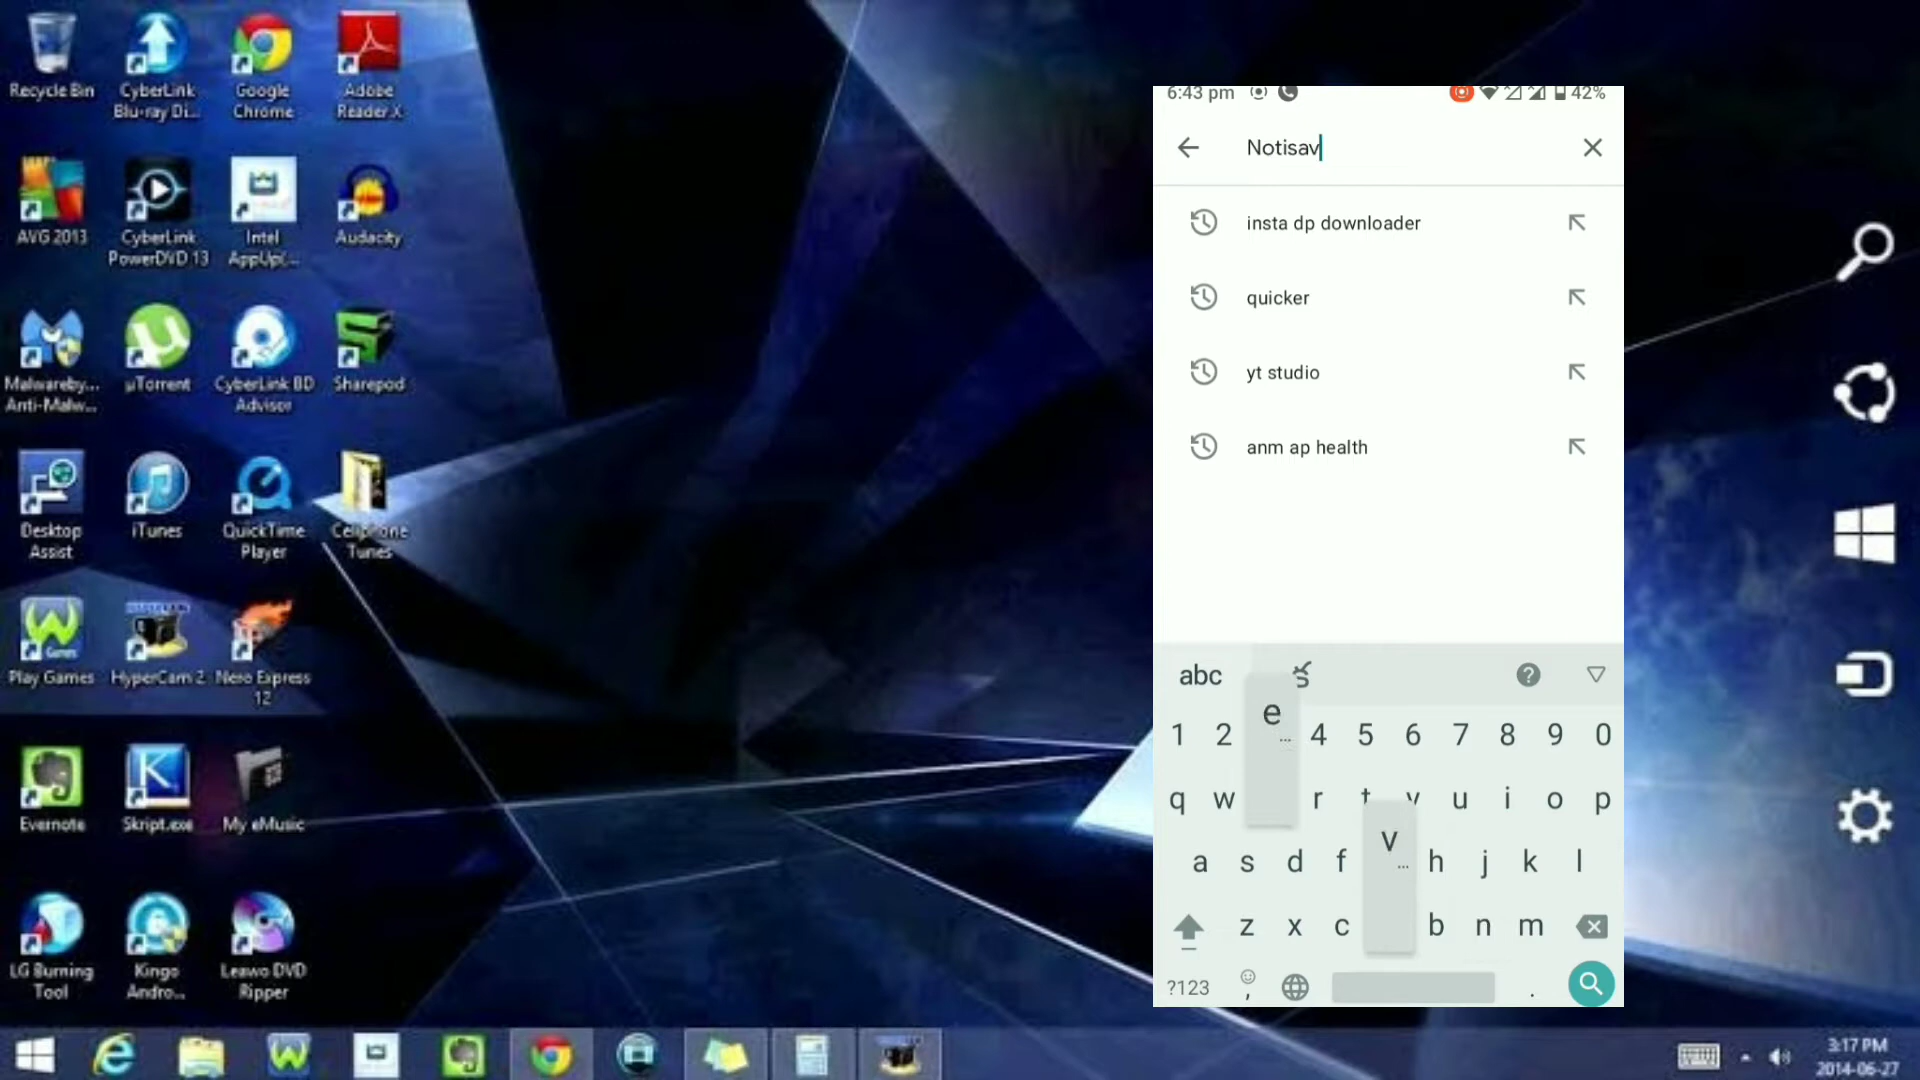 Recycle Bin
CyberLink
Blu-ray Di...
Google
Chrome
Adobe
Reader X
AVG 2013
CyberLink
PowerDVD 13
Intel
AppUp(...
Audacity
Malwareby...
Anti-Malw...
µTorrent
CyberLink BD
Advisor
Sharepod
Desktop
Assist
iTunes
QuickTime
Player
Cellphone
Tunes
Play Games
HyperCam 2
Nero Express
12
Evernote
Skript.exe
My eMusic
LG Burning
Tool
Kingo
Andro...
Leawo DVD
Ripper
6:43 pm
42%
Notisav
insta dp downloader
quicker
yt studio
anm ap health
abc
e
1 2 4 5 6 7 8 9 0
q w r t y u i o p
v
a s d f h j k l
z x c b n m
?123 , .
3:17 PM
2014-06-27